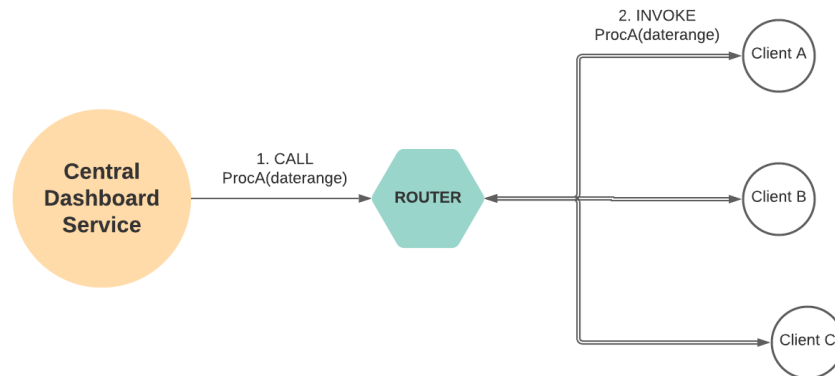 Central
Dashboard
Service
1. CALL
ProcA(daterange)
ROUTER
2. INVOKE
ProcA(daterange)
Client A
Client B
Client C